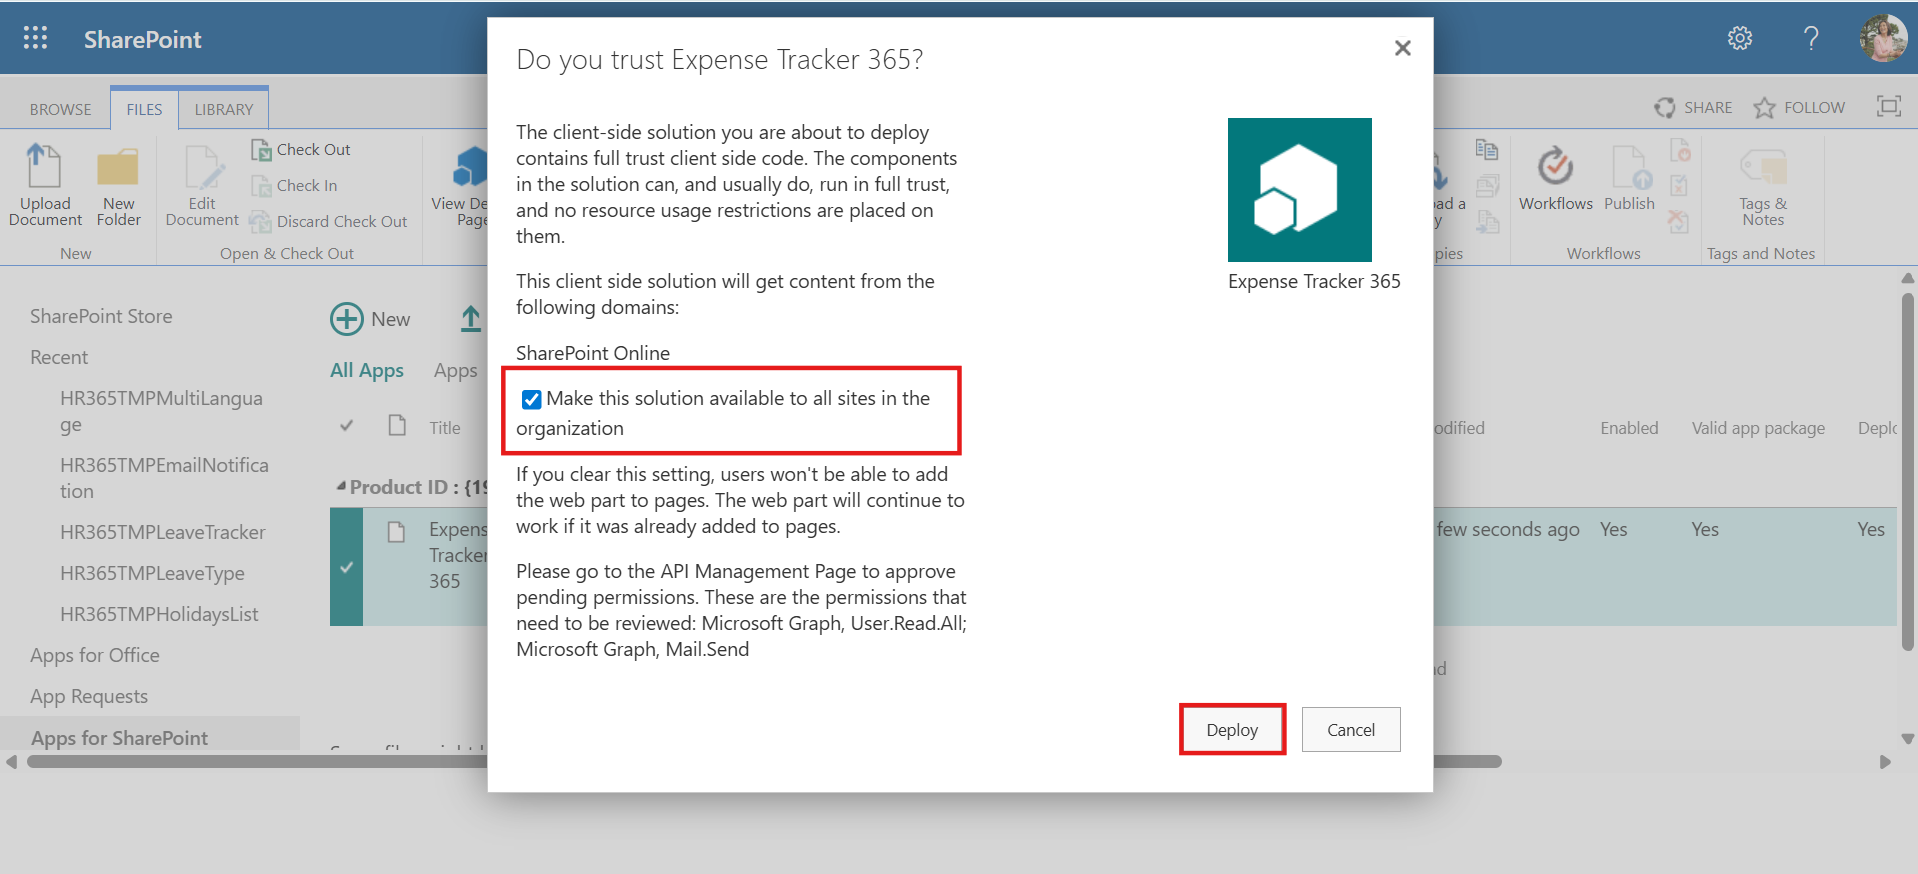 SharePoint
BROWSE
FILES
LIBRARY
SHARE
FOLLOW
Upload
Document
New
Folder
New
Edit
Document
Check Out
Check In
Discard Check Out
Open & Check Out
View De
Page
Workflows
Publish
Workflows
Tags &
Notes
Tags and Notes
SharePoint Store
Recent
HR365TMPMultiLangua
ge
HR365TMPEmailNotifica
tion
HR365TMPLeaveTracker
HR365TMPLeaveType
HR365TMPHolidaysList
Apps for Office
App Requests
Apps for SharePoint
New
All Apps
Apps
Title
Product ID : {19
Expens
Tracker
365
Do you trust Expense Tracker 365?
The client-side solution you are about to deploy
contains full trust client side code. The components
in the solution can, and usually do, run in full trust,
and no resource usage restrictions are placed on
them.
This client side solution will get content from the
following domains:
SharePoint Online
Make this solution available to all sites in the
organization
If you clear this setting, users won't be able to add
the web part to pages. The web part will continue to
work if it was already added to pages.
Please go to the API Management Page to approve
pending permissions. These are the permissions that
need to be reviewed: Microsoft Graph, User.Read.All;
Microsoft Graph, Mail.Send
Expense Tracker 365
Deploy
Cancel
odified
Enabled
Valid app package
Deplo
few seconds ago
Yes
Yes
Yes